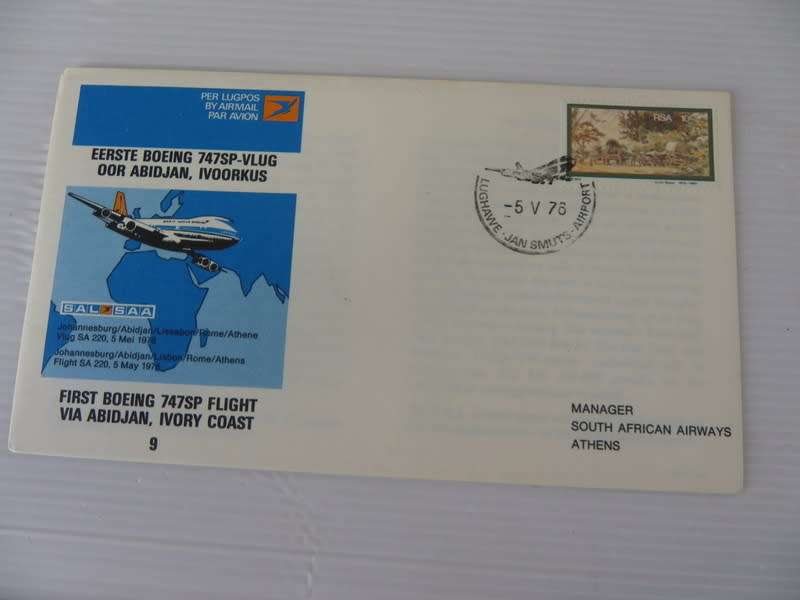 PER LUGPOS
BY AIRMAIL
PAR AVION
EERSTE BOEING 747SP-VLUG
OOR ABIDJAN, IVOORKUS
SAL SAA
Johannesburg/Abidjan/Lissabon/Rome/Athene
Vlug SA 220, 5 Mei 1976
Johannesburg/Abidjan/Lisbon/Rome/Athens
Flight SA 220, 5 May 1976
FIRST BOEING 747SP FLIGHT
VIA ABIDJAN, IVORY COAST
9
RSA
-5 V 76
LUGHAWE · JAN SMUTS · AIRPORT
MANAGER
SOUTH AFRICAN AIRWAYS
ATHENS